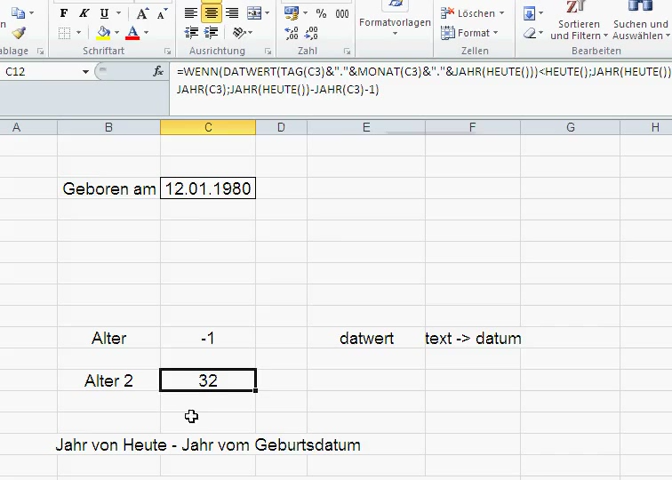 F K U
% 000
Formatvorlagen
Löschen
Format
Sortieren und Filtern
Suchen und Auswählen
Schriftart
Ausrichtung
Zahl
Zellen
Bearbeiten
C12
fx
=WENN(DATWERT(TAG(C3)&"."&MONAT(C3)&"."&JAHR(HEUTE()))<HEUTE();JAHR(HEUTE())
JAHR(C3);JAHR(HEUTE())-JAHR(C3)-1)
A B C D E F G H
Geboren am 12.01.1980
Alter -1 datwert text -> datum
Alter 2 32
Jahr von Heute - Jahr vom Geburtsdatum